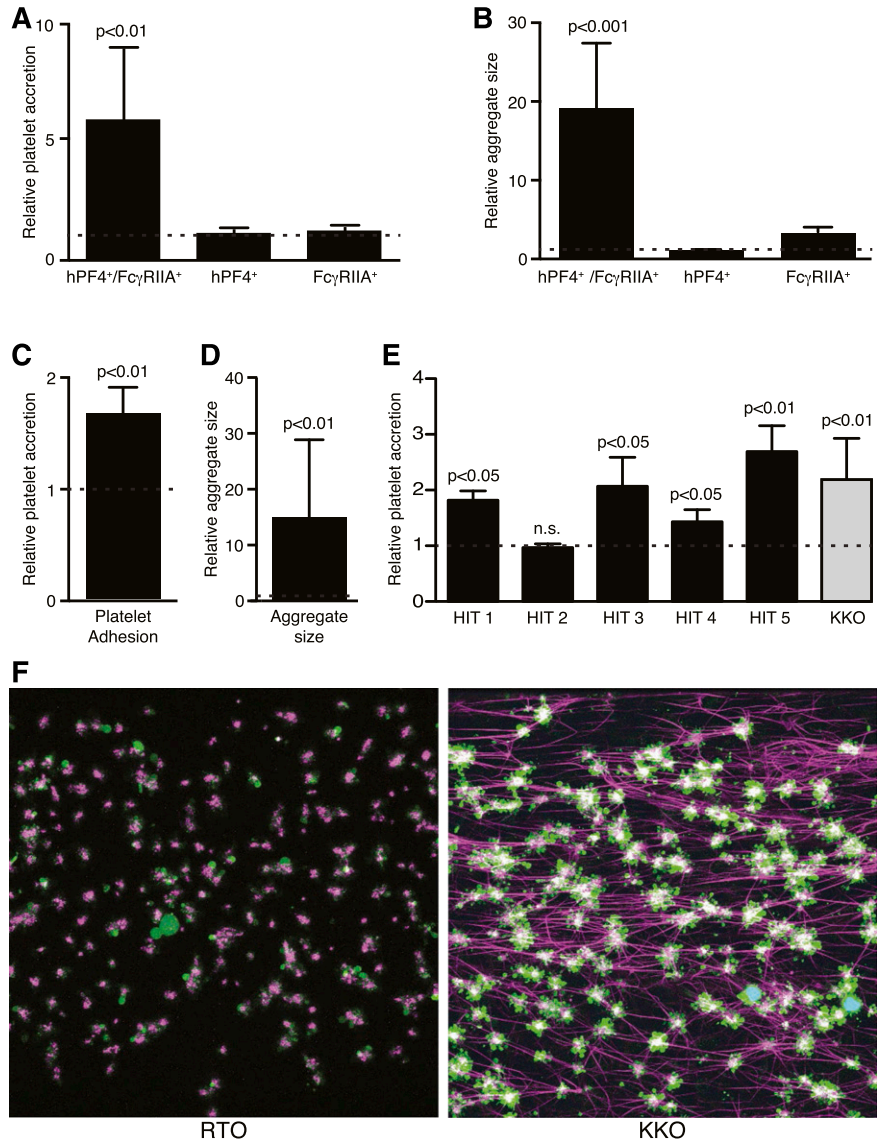 A
Relative platelet accretion
10
5
0
p<0.01
hPF4⁺/FcγRIIA⁺
hPF4⁺
FcγRIIA⁺
B
Relative aggregate size
30
20
10
0
p<0.001
hPF4⁺ /FcγRIIA⁺
hPF4⁺
FcγRIIA⁺
C
Relative platelet accretion
2
1
0
p<0.01
Platelet
Adhesion
D
Relative aggregate size
40
30
20
10
0
p<0.01
Aggregate
size
E
Relative platelet accretion
4
3
2
1
0
p<0.05
n.s.
p<0.05
p<0.05
p<0.01
p<0.01
HIT 1
HIT 2
HIT 3
HIT 4
HIT 5
KKO
F
RTO
KKO